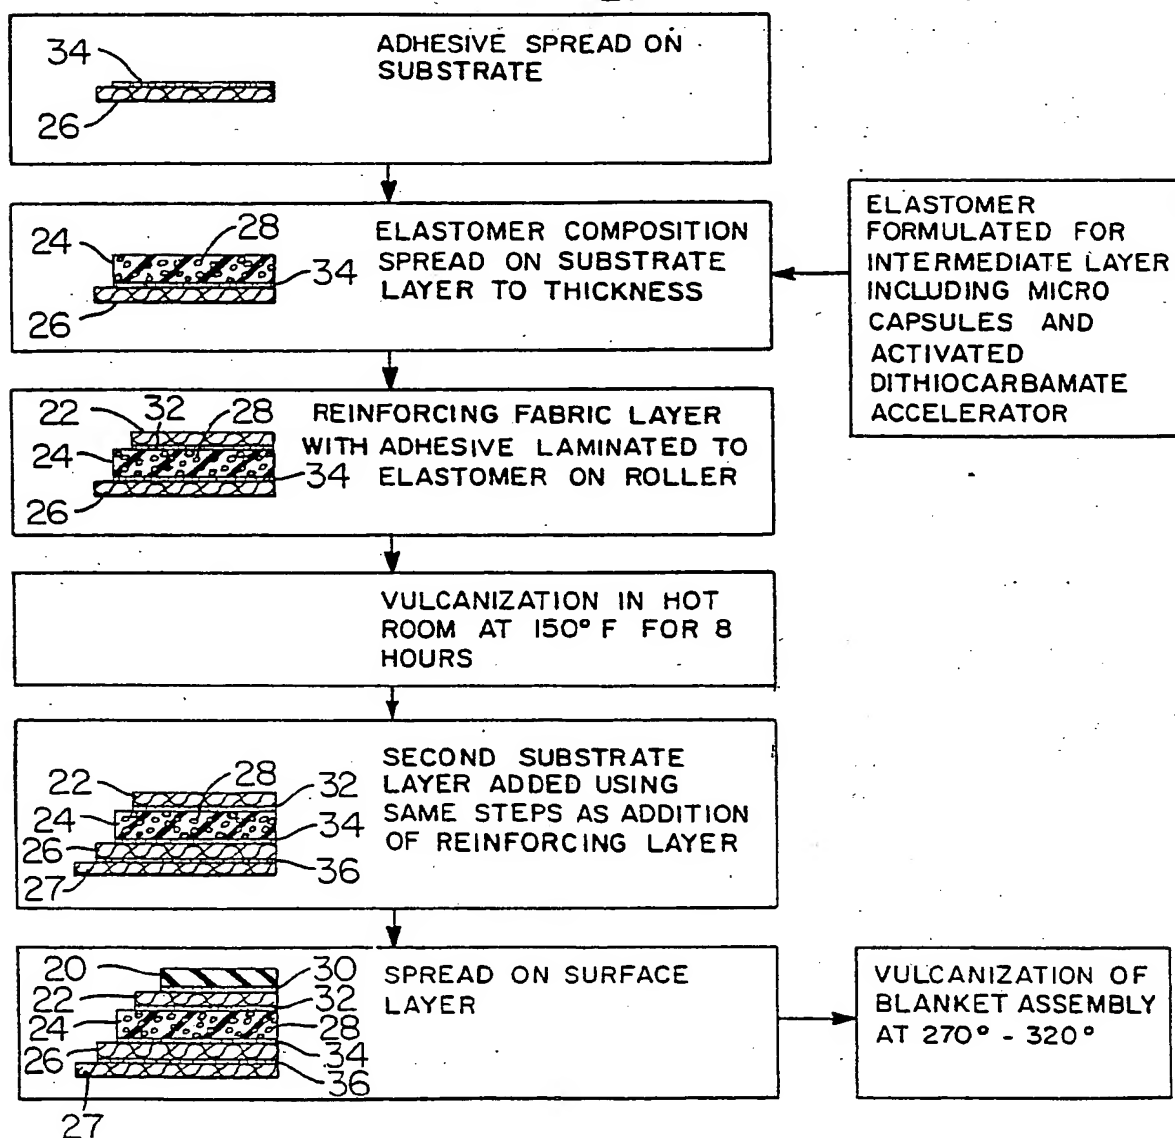 34
26
ADHESIVE SPREAD ON
SUBSTRATE
24
28
34
26
ELASTOMER COMPOSITION
SPREAD ON SUBSTRATE
LAYER TO THICKNESS
ELASTOMER
FORMULATED FOR
INTERMEDIATE LAYER
INCLUDING MICRO
CAPSULES AND
ACTIVATED
DITHIOCARBAMATE
ACCELERATOR
22
32
28
24
34
26
REINFORCING FABRIC LAYER
WITH ADHESIVE LAMINATED TO
ELASTOMER ON ROLLER
VULCANIZATION IN HOT
ROOM AT 150° F FOR 8
HOURS
22
28
32
24
34
26
36
27
SECOND SUBSTRATE
LAYER ADDED USING
SAME STEPS AS ADDITION
OF REINFORCING LAYER
20
30
22
32
24
28
26
34
36
27
SPREAD ON SURFACE
LAYER
VULCANIZATION OF
BLANKET ASSEMBLY
AT 270° - 320°